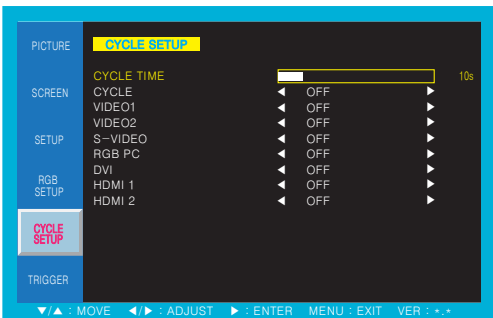 PICTURE
SCREEN
SETUP
RGB
SETUP
CYCLE
SETUP
TRIGGER
CYCLE SETUP
CYCLE TIME 10s
CYCLE ◀ OFF ▶
VIDEO1 ◀ OFF ▶
VIDEO2 ◀ OFF ▶
S-VIDEO ◀ OFF ▶
RGB PC ◀ OFF ▶
DVI ◀ OFF ▶
HDMI 1 ◀ OFF ▶
HDMI 2 ◀ OFF ▶
▼/▲ : MOVE ◀/▶ : ADJUST ▶ : ENTER MENU : EXIT VER : *.*